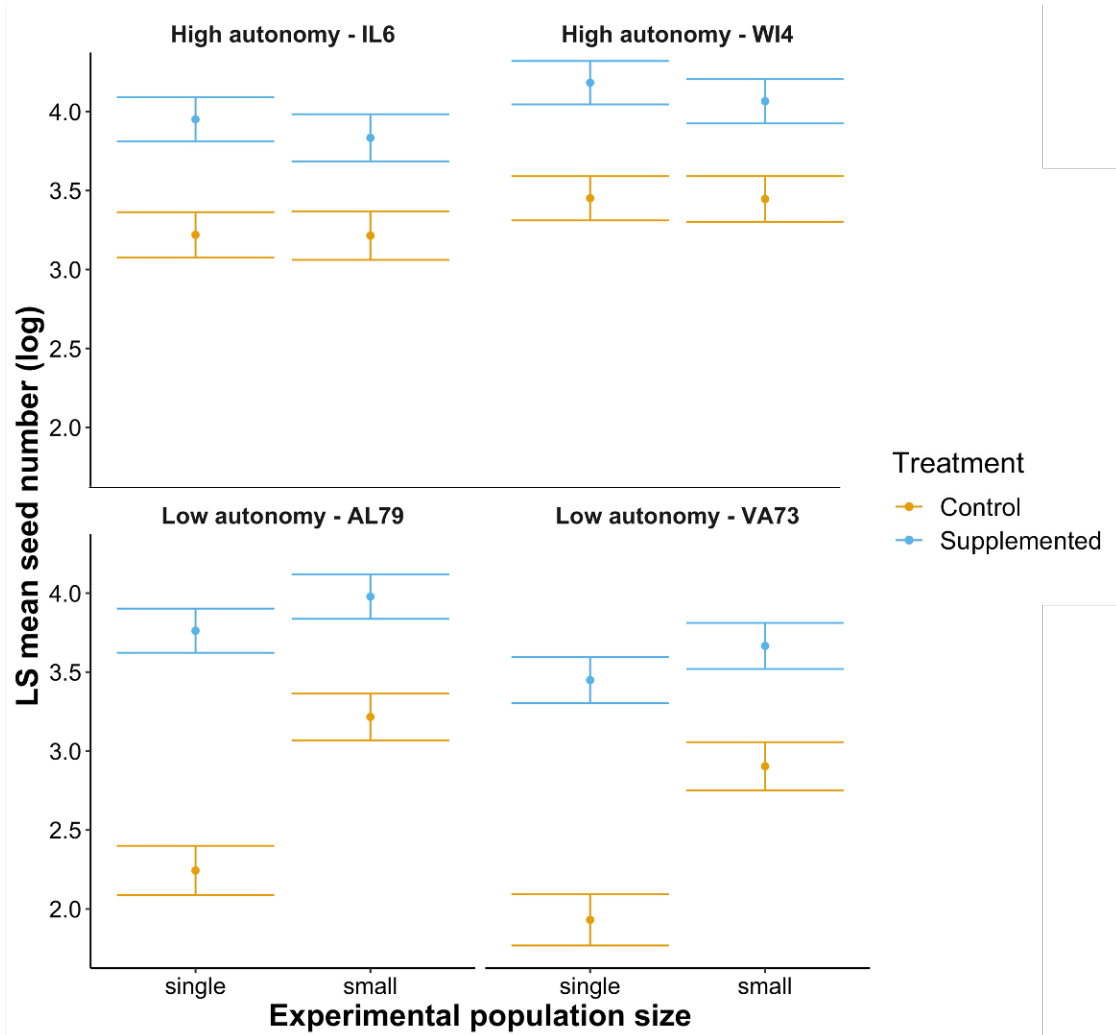 High autonomy - IL6
High autonomy - WI4
4.0
3.5
3.0
2.5
2.0
LS mean seed number (log)
Low autonomy - AL79
Low autonomy - VA73
4.0
3.5
3.0
2.5
2.0
single
small
single
small
Experimental population size
Treatment
Control
Supplemented